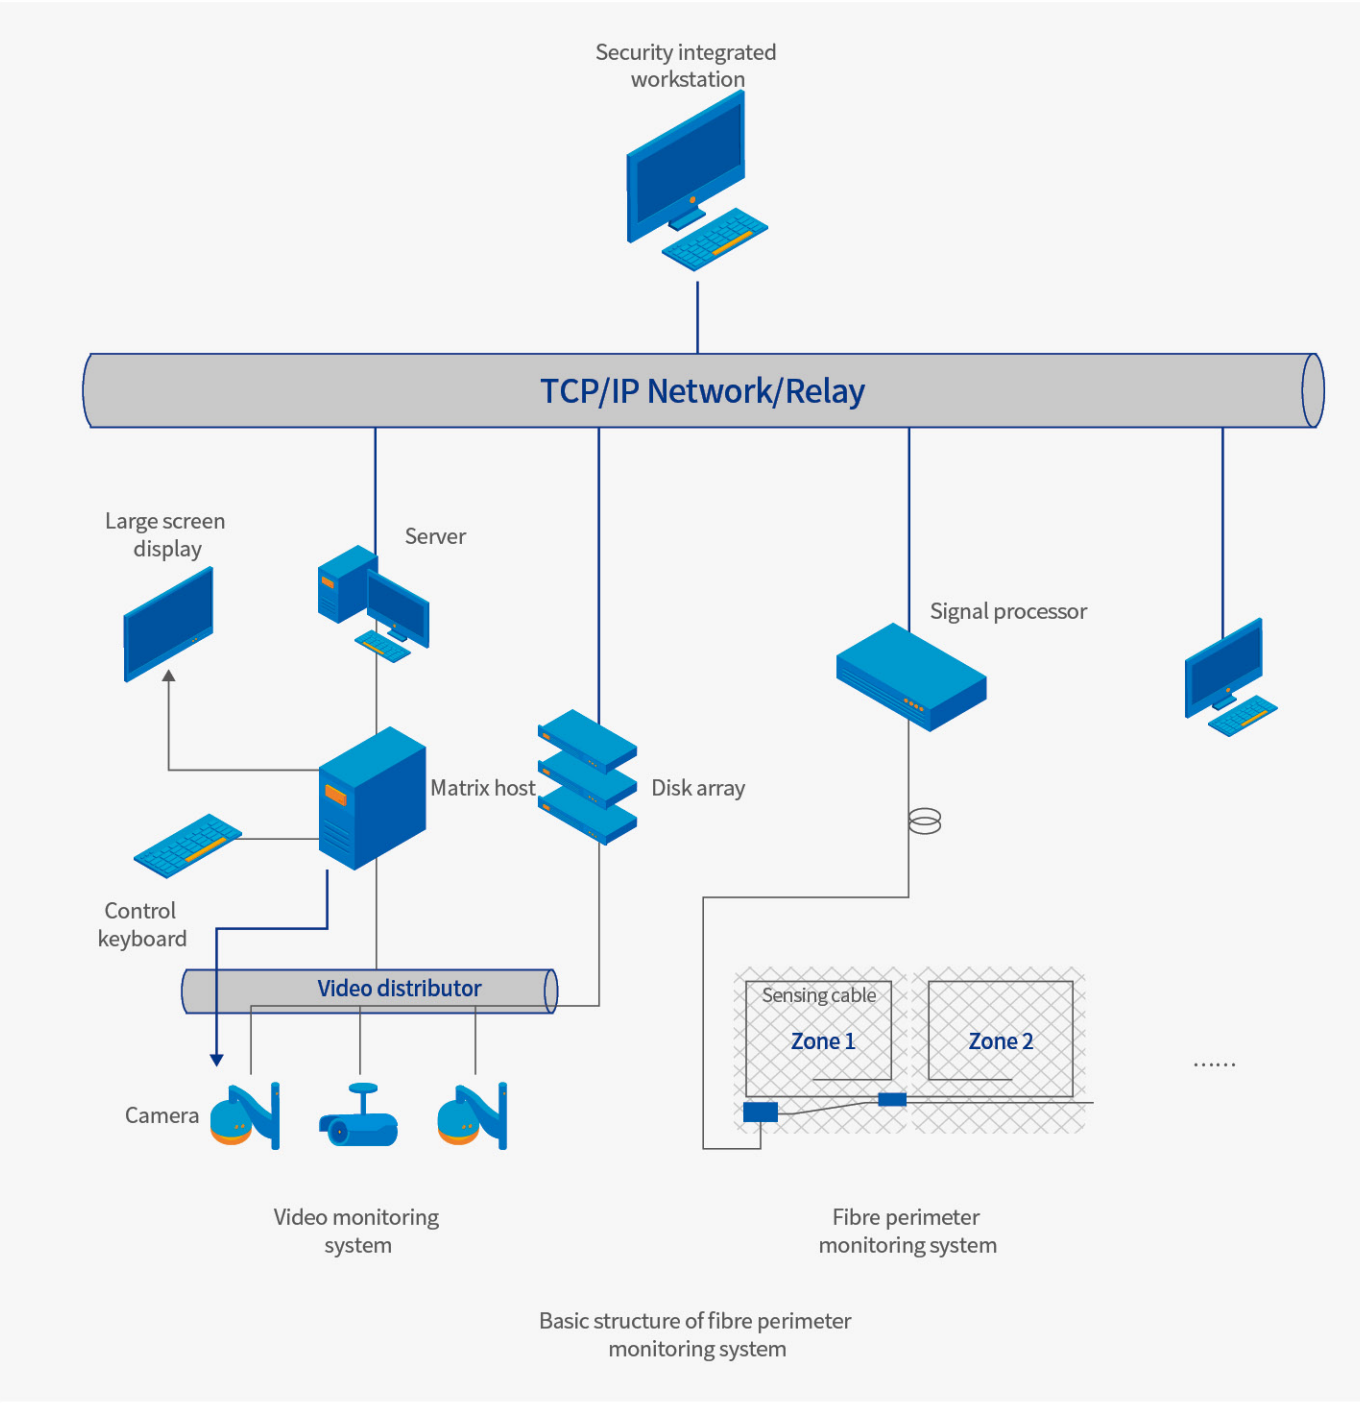 Security integrated
workstation
TCP/IP Network/Relay
Large screen
display
Server
Signal processor
Matrix host
Disk array
Control
keyboard
Video distributor
Sensing cable
Zone 1
Zone 2
......
Camera
Video monitoring
system
Fibre perimeter
monitoring system
Basic structure of fibre perimeter
monitoring system